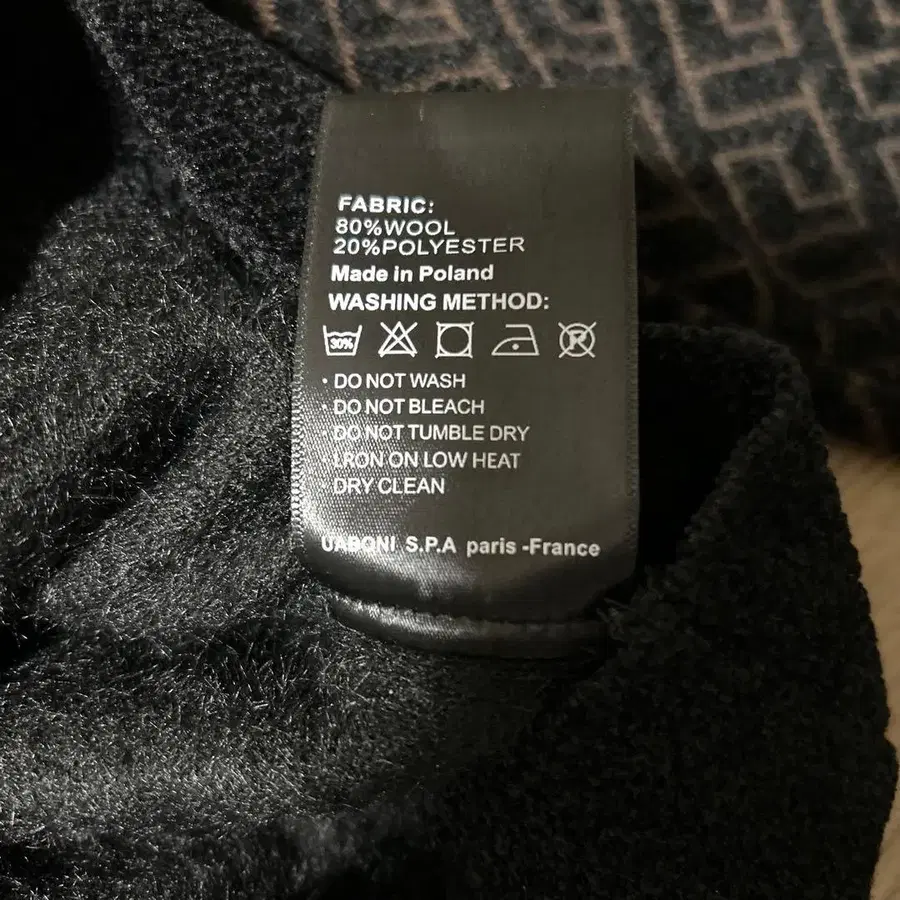 FABRIC:
80%WOOL
20%POLYESTER
Made in Poland
WASHING METHOD:
30% R
· DO NOT WASH
· DO NOT BLEACH
DO NOT TUMBLE DRY
IRON ON LOW HEAT
DRY CLEAN
UABONI S.P.A paris -France